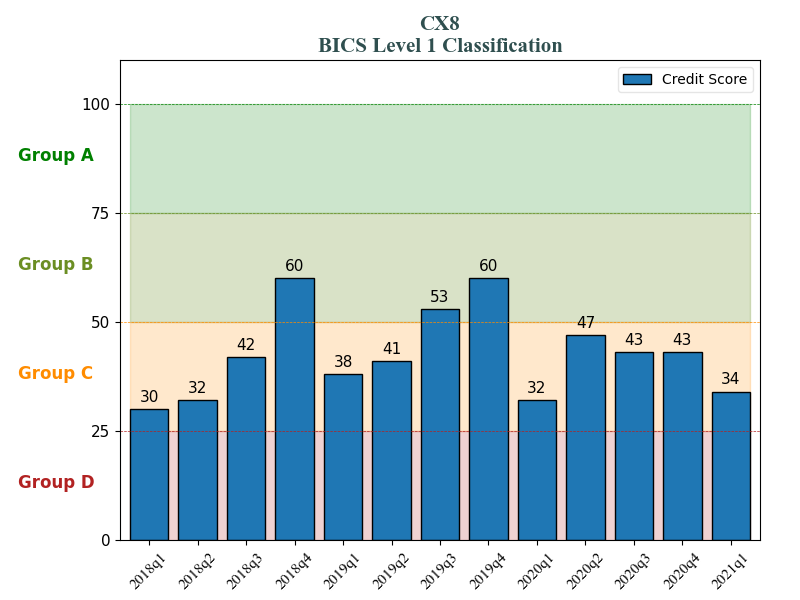 CX8
BICS Level 1 Classification
Credit Score
100
Group A
75
Group B
60
60
53
50
47
42
43
43
41
38
Group C
34
32
32
30
25
Group D
0
2018q1 2018q2 2018q3 2018q4 2019q1 2019q2 2019q3 2019q4 2020q1 2020q2 2020q3 2020q4 2021q1